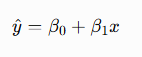 ŷ = β₀ + β₁x